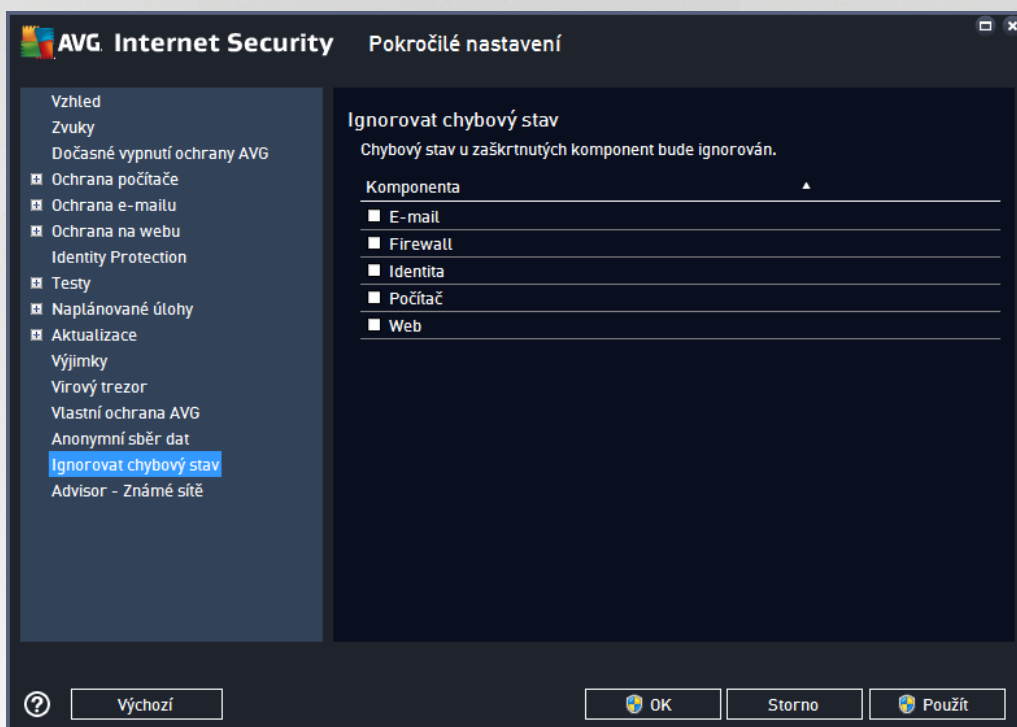 AVG. Internet Security Pokročilé nastavení
Vzhled
Zvuky
Dočasné vypnutí ochrany AVG
Ochrana počítače
Ochrana e-mailu
Ochrana na webu
Identity Protection
Testy
Naplánované úlohy
Aktualizace
Výjimky
Virový trezor
Vlastní ochrana AVG
Anonymní sběr dat
Ignorovat chybový stav
Advisor - Známé sítě
Ignorovat chybový stav
Chybový stav u zaškrtnutých komponent bude ignorován.
Komponenta
E-mail
Firewall
Identita
Počítač
Web
? Výchozí OK Storno Použít